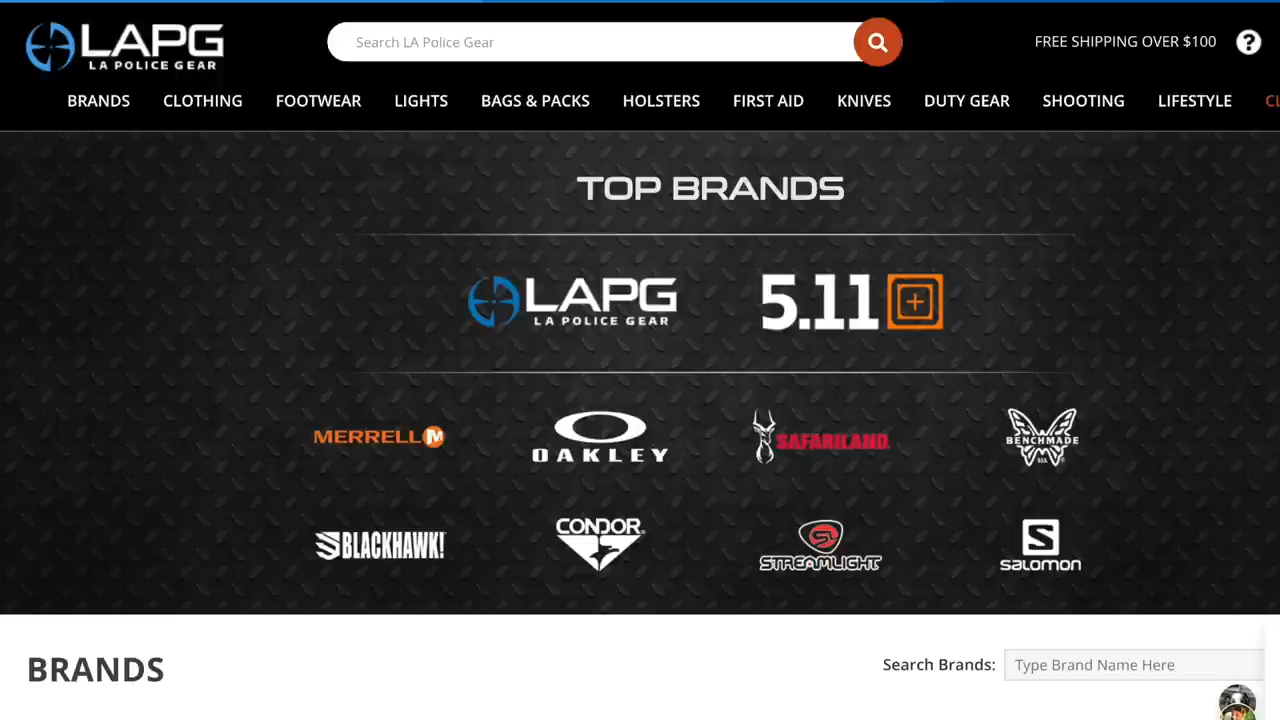 LAPG
LA POLICE GEAR
Search LA Police Gear
FREE SHIPPING OVER $100
?
BRANDS CLOTHING FOOTWEAR LIGHTS BAGS & PACKS HOLSTERS FIRST AID KNIVES DUTY GEAR SHOOTING LIFESTYLE CL
TOP BRANDS
LAPG
LA POLICE GEAR
5.11
MERRELL M
OAKLEY
SAFARILAND
BENCHMADE
U.S.A.
BLACKHAWK!
CONDOR
SL
STREAMLIGHT
S
SALOMON
BRANDS
Search Brands: Type Brand Name Here